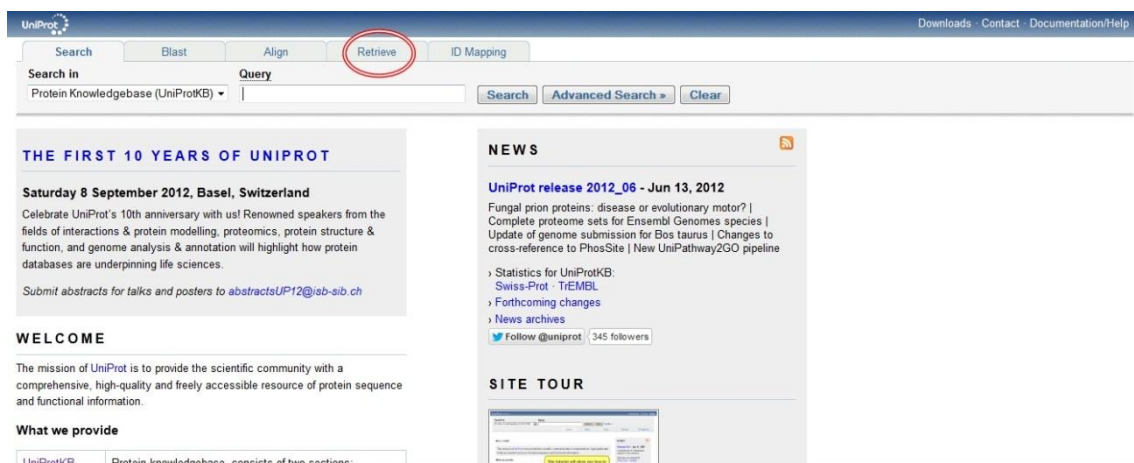 UniProt
Downloads · Contact · Documentation/Help
Search Blast Align Retrieve ID Mapping
Search in Query
Protein Knowledgebase (UniProtKB)
Search Advanced Search » Clear
THE FIRST 10 YEARS OF UNIPROT
Saturday 8 September 2012, Basel, Switzerland
Celebrate UniProt's 10th anniversary with us! Renowned speakers from the
fields of interactions & protein modelling, proteomics, protein structure &
function, and genome analysis & annotation will highlight how protein
databases are underpinning life sciences.
Submit abstracts for talks and posters to abstractsUP12@isb-sib.ch
WELCOME
The mission of UniProt is to provide the scientific community with a
comprehensive, high-quality and freely accessible resource of protein sequence
and functional information.
What we provide
UniProtKB Protein knowledgebase, consists of two sections:
NEWS
UniProt release 2012_06 - Jun 13, 2012
Fungal prion proteins: disease or evolutionary motor? |
Complete proteome sets for Ensembl Genomes species |
Update of genome submission for Bos taurus | Changes to
cross-reference to PhosSite | New UniPathway2GO pipeline
› Statistics for UniProtKB:
Swiss-Prot · TrEMBL
› Forthcoming changes
› News archives
Follow @uniprot 345 followers
SITE TOUR